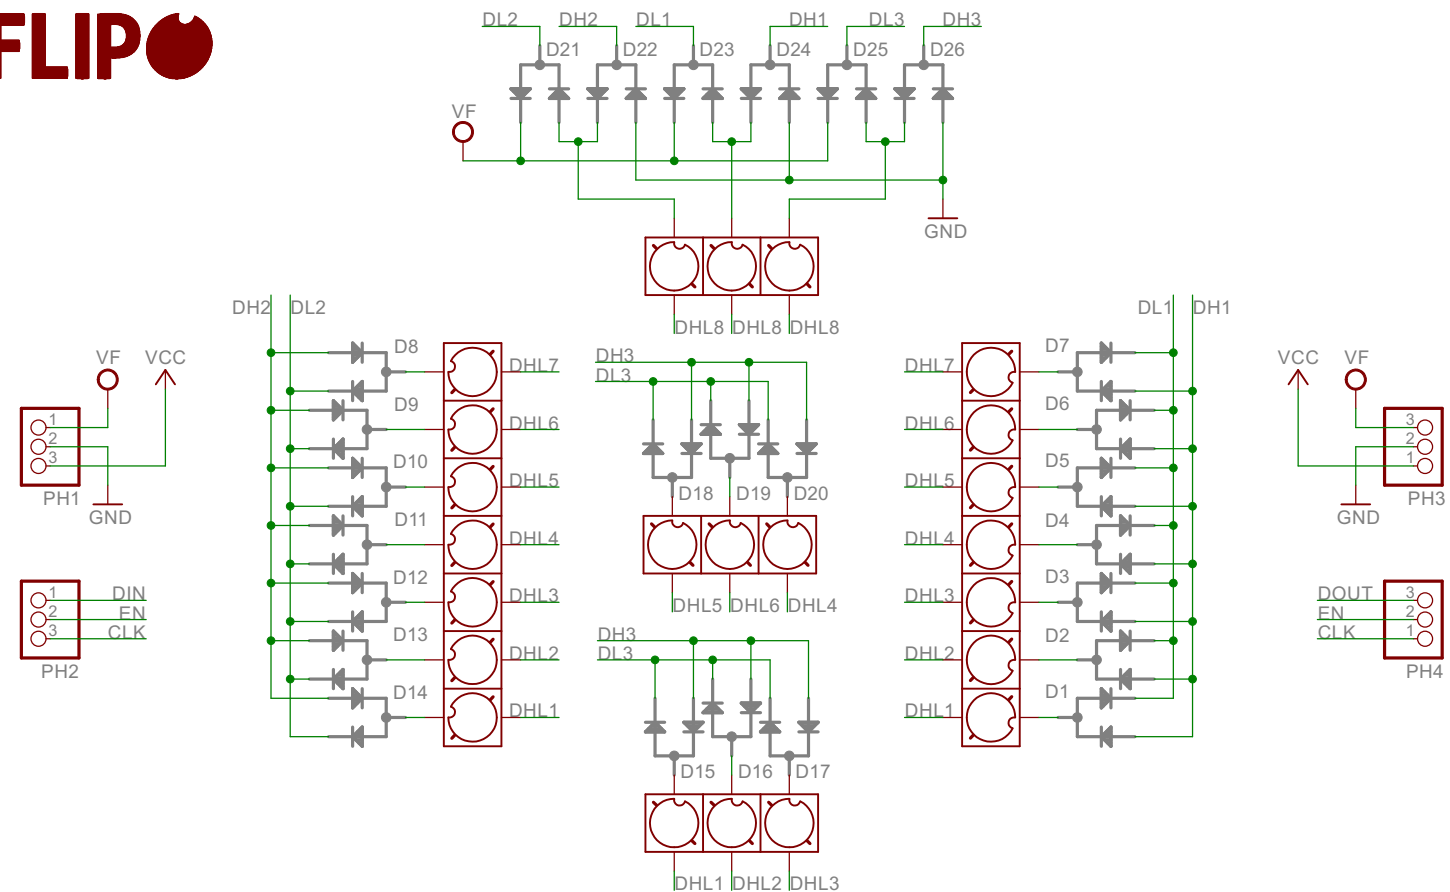 FLIPO
DL2 DH2 DL1 DH1 DL3 DH3
D21 D22 D23 D24 D25 D26
VF
GND
DHL8 DHL8 DHL8
DH2 DL2
DL1 DH1
D8
DHL7
D9
DHL6
D10
DHL5
D11
DHL4
D12
DHL3
D13
DHL2
D14
DHL1
VF VCC
1
2
3
PH1
GND
1 DIN
2 EN
3 CLK
PH2
DH3
DL3
D18 D19 D20
DHL5 DHL6 DHL4
DH3
DL3
D15 D16 D17
DHL1 DHL2 DHL3
D7
DHL7
D6
DHL6
D5
DHL5
D4
DHL4
D3
DHL3
D2
DHL2
D1
DHL1
VCC VF
3
2
1
PH3
GND
DOUT 3
EN 2
CLK 1
PH4